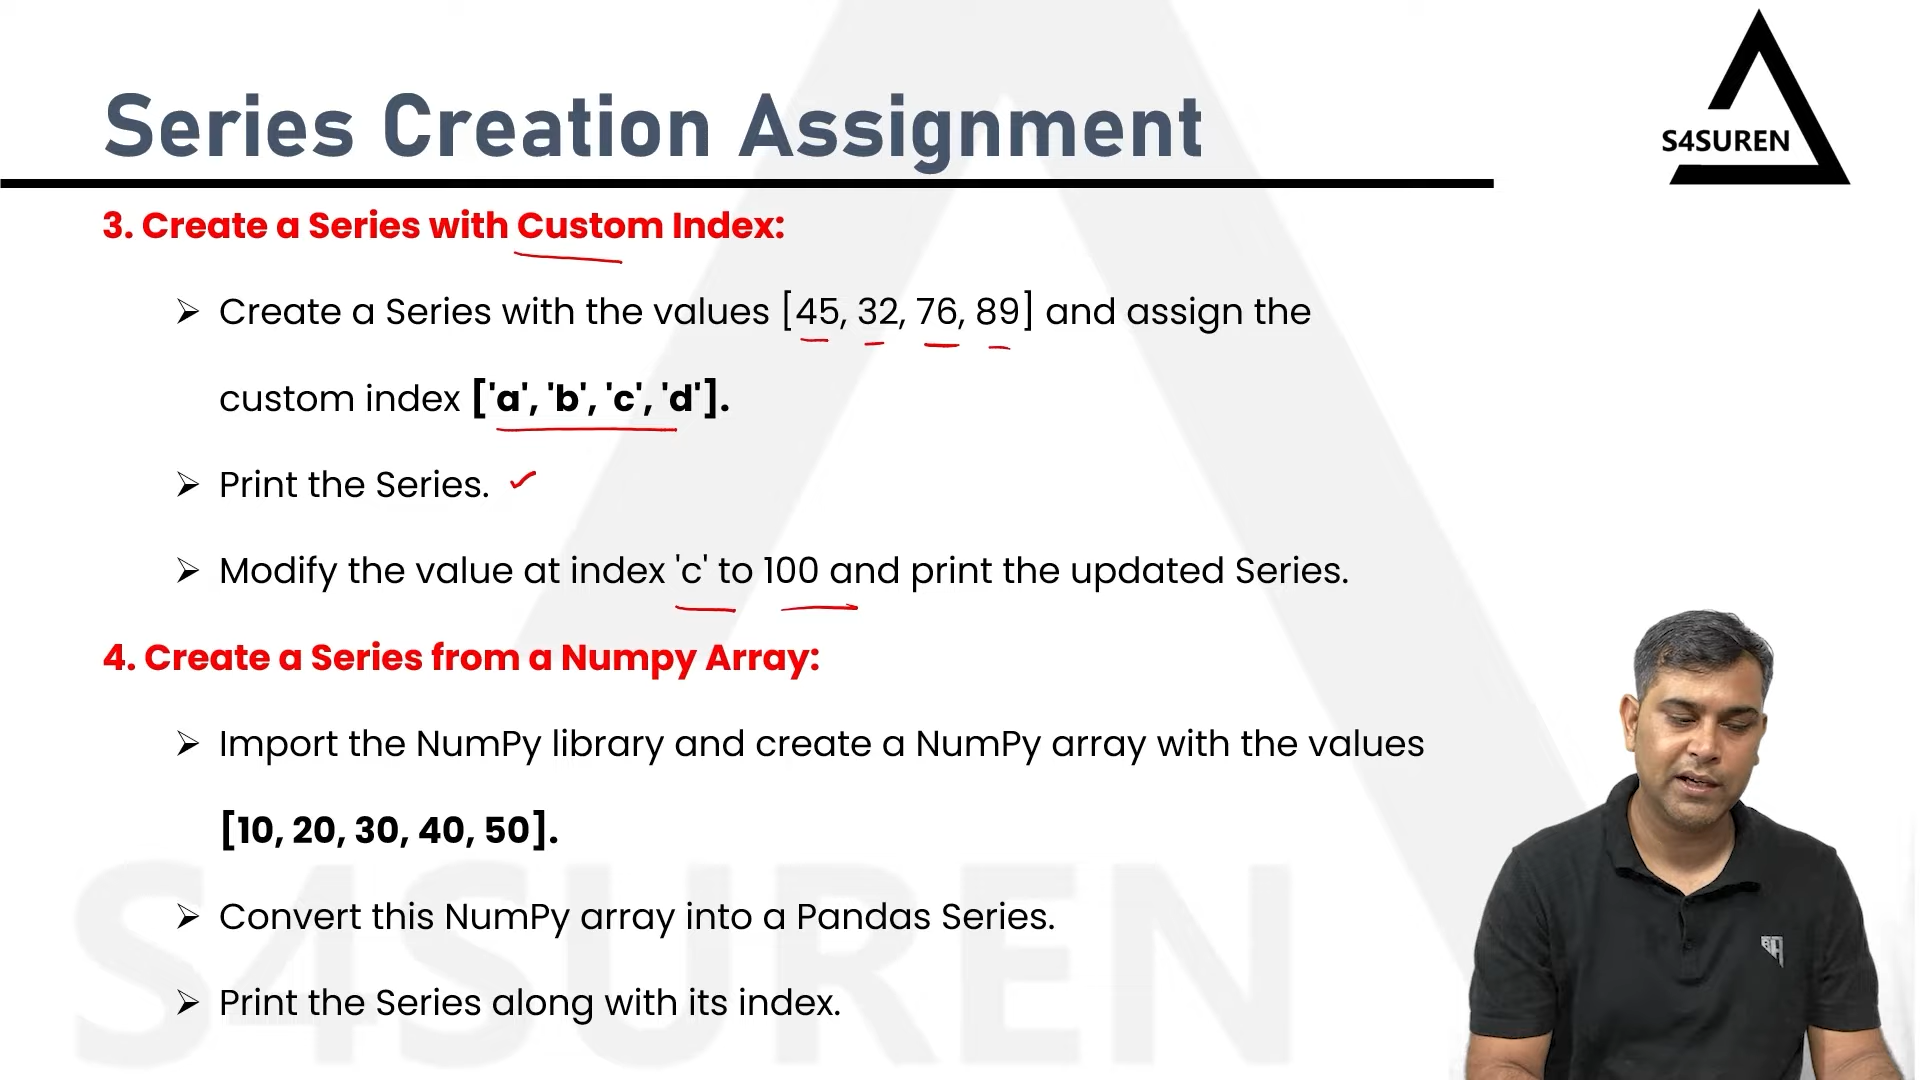 Series Creation Assignment
S4SUREN
3. Create a Series with Custom Index:
➢ Create a Series with the values [45, 32, 76, 89] and assign the
custom index ['a', 'b', 'c', 'd'].
➢ Print the Series.
➢ Modify the value at index 'c' to 100 and print the updated Series.
4. Create a Series from a Numpy Array:
➢ Import the NumPy library and create a NumPy array with the values
[10, 20, 30, 40, 50].
➢ Convert this NumPy array into a Pandas Series.
➢ Print the Series along with its index.
S4SUREN